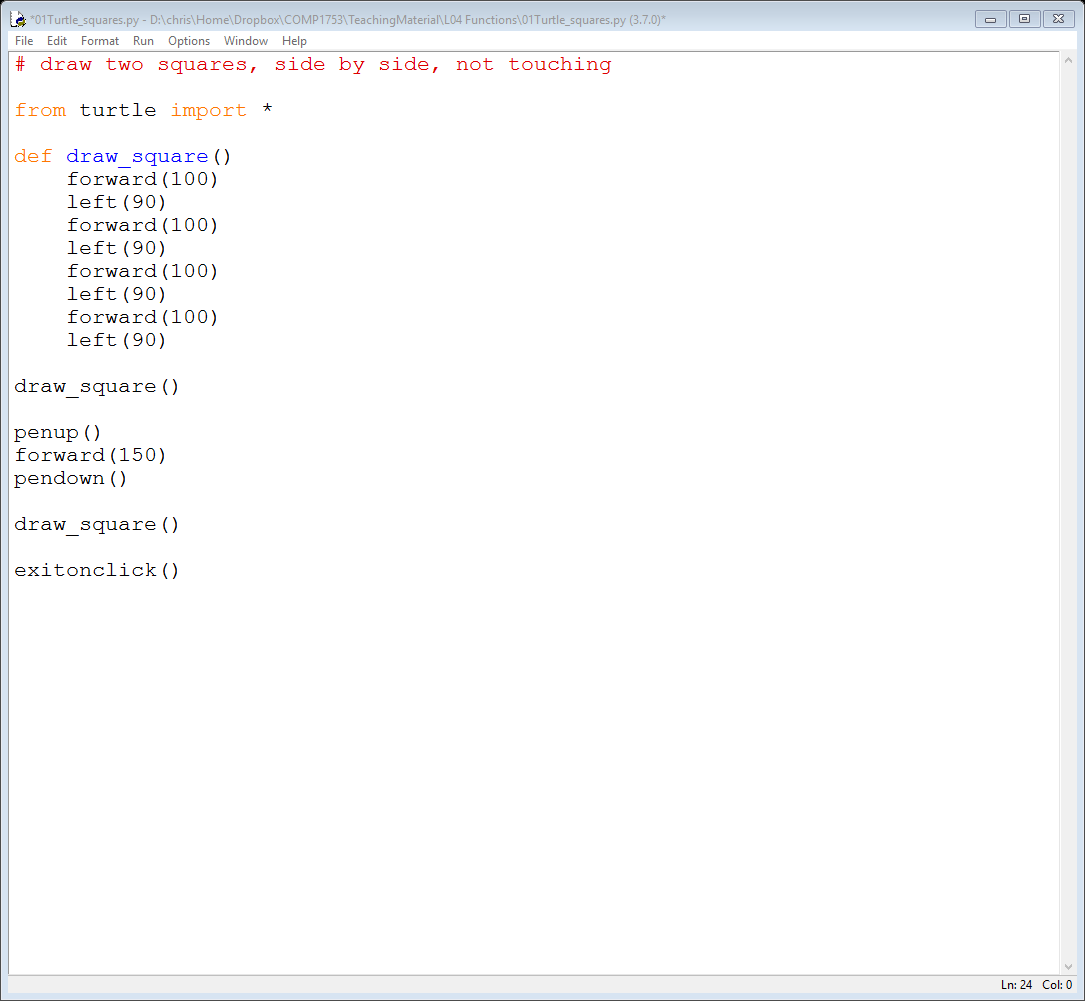 *01Turtle_squares.py - D:\chris\Home\Dropbox\COMP1753\TeachingMaterial\L04 Functions\01Turtle_squares.py (3.7.0)*
File Edit Format Run Options Window Help
# draw two squares, side by side, not touching
from turtle import *
def draw_square()
    forward(100)
    left(90)
    forward(100)
    left(90)
    forward(100)
    left(90)
    forward(100)
    left(90)
draw_square()
penup()
forward(150)
pendown()
draw_square()
exitonclick()
Ln: 24 Col: 0